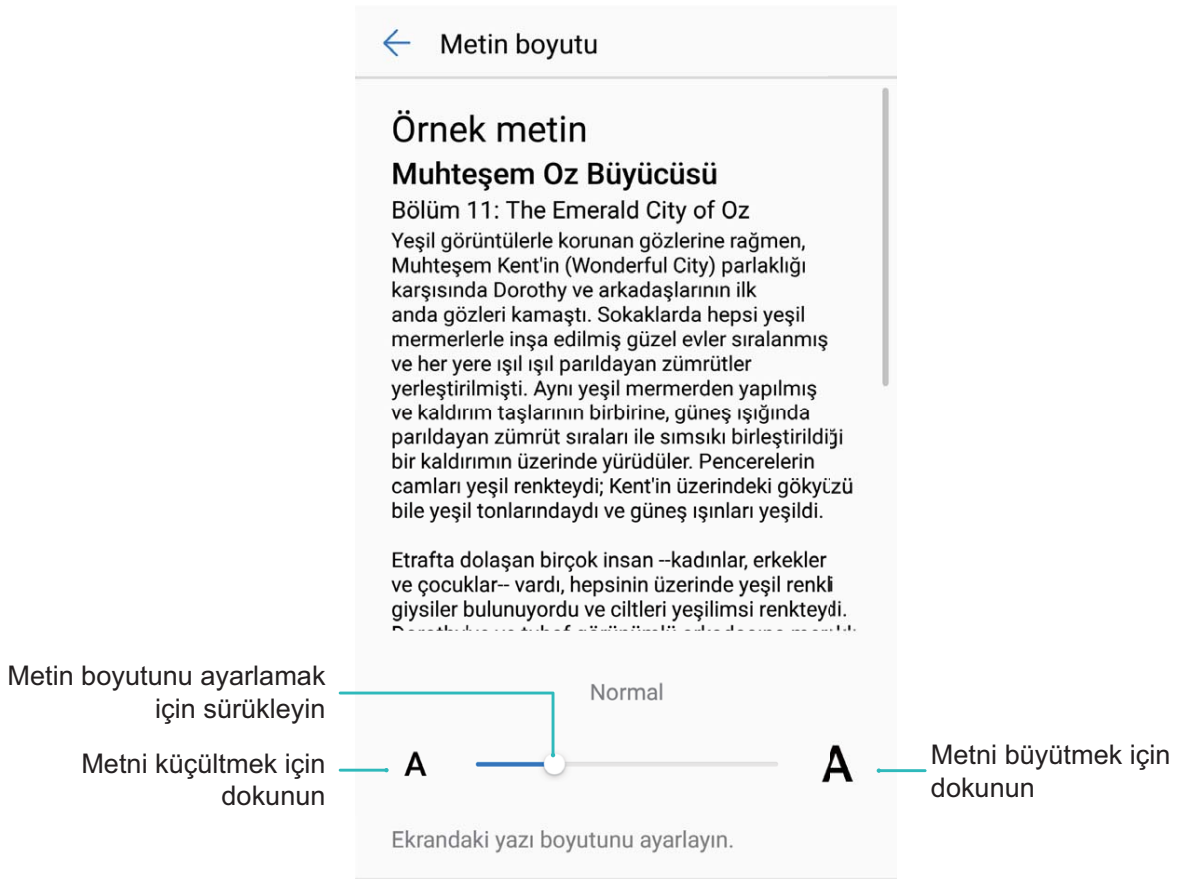 Metin boyutu
Örnek metin
Muhteşem Oz Büyücüsü
Bölüm 11: The Emerald City of Oz
Yeşil görüntülerle korunan gözlerine rağmen,
Muhteşem Kent'in (Wonderful City) parlaklığı
karşısında Dorothy ve arkadaşlarının ilk
anda gözleri kamaştı. Sokaklarda hepsi yeşil
mermerlerle inşa edilmiş güzel evler sıralanmış
ve her yere ışıl ışıl parıldayan zümrütler
yerleştirilmişti. Aynı yeşil mermerden yapılmış
ve kaldırım taşlarının birbirine, güneş ışığında
parıldayan zümrüt sıraları ile sımsıkı birleştirildiği
bir kaldırımın üzerinde yürüdüler. Pencerelerin
camları yeşil renkteydi; Kent'in üzerindeki gökyüzü
bile yeşil tonlarındaydı ve güneş ışınları yeşildi.
Etrafta dolaşan birçok insan --kadınlar, erkekler
ve çocuklar-- vardı, hepsinin üzerinde yeşil renkli
giysiler bulunuyordu ve ciltleri yeşilimsi renkteydi.
Metin boyutunu ayarlamak
için sürükleyin
Normal
Metni küçültmek için
dokunun
A
A
Metni büyütmek için
dokunun
Ekrandaki yazı boyutunu ayarlayın.